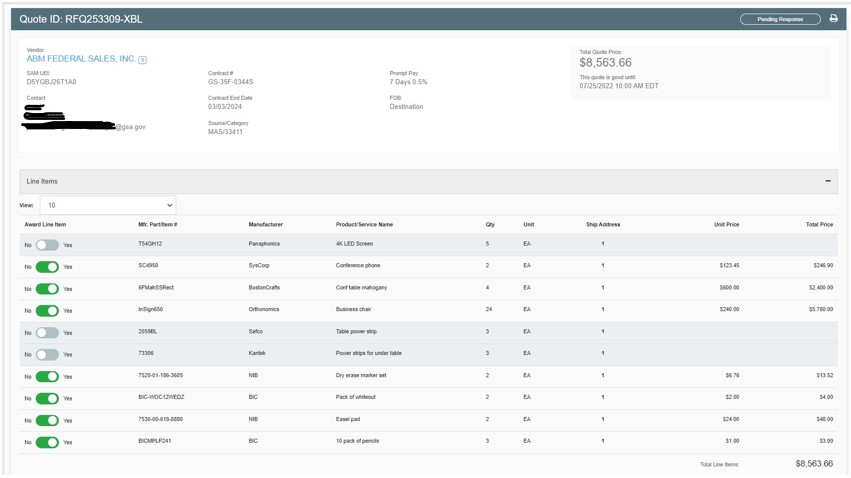 Quote ID: RFQ253309-XBL
Pending Response
Vendor
ABM FEDERAL SALES, INC.
SAM UEI:
D5YGBJ26T1A8
Contact
@gsa.gov
Contract #
GS-35F-0344S
Contract End Date
03/03/2024
Source/Category
MAS/33411
Prompt Pay:
7 Days 0.5%
FOB:
Destination
Total Quote Price:
$8,563.66
This quote is good until:
07/25/2022 10:00 AM EDT
Line Items
View: 10
Award Line Item Mfr. Part/Item # Manufacturer Product/Service Name Qty Unit Ship Address Unit Price Total Price
No Yes T54GH12 Panaphomics 4K LED Screen 5 EA 1
No Yes SC4950 SysCorp Conference phone 2 EA 1 $123.45 $246.90
No Yes 6FMahSSRect BostonCrafts Conf table mahogany 4 EA 1 $600.00 $2,400.00
No Yes InSign650 Orthonomics Business chair 24 EA 1 $240.00 $5,760.00
No Yes 2059BL Safco Table power strip 3 EA 1
No Yes 73306 Kantek Power strips for under table 3 EA 1
No Yes 7520-01-186-3605 NIB Dry erase marker set 2 EA 1 $6.76 $13.52
No Yes BIC-WOC12WEDZ BIC Pack of whiteout 2 EA 1 $2.00 $4.00
No Yes 7530-00-619-8880 NIB Easel pad 2 EA 1 $24.00 $48.00
No Yes BICMPLP241 BIC 10 pack of pencils 3 EA 1 $1.00 $3.00
Total Line Items: $8,563.66